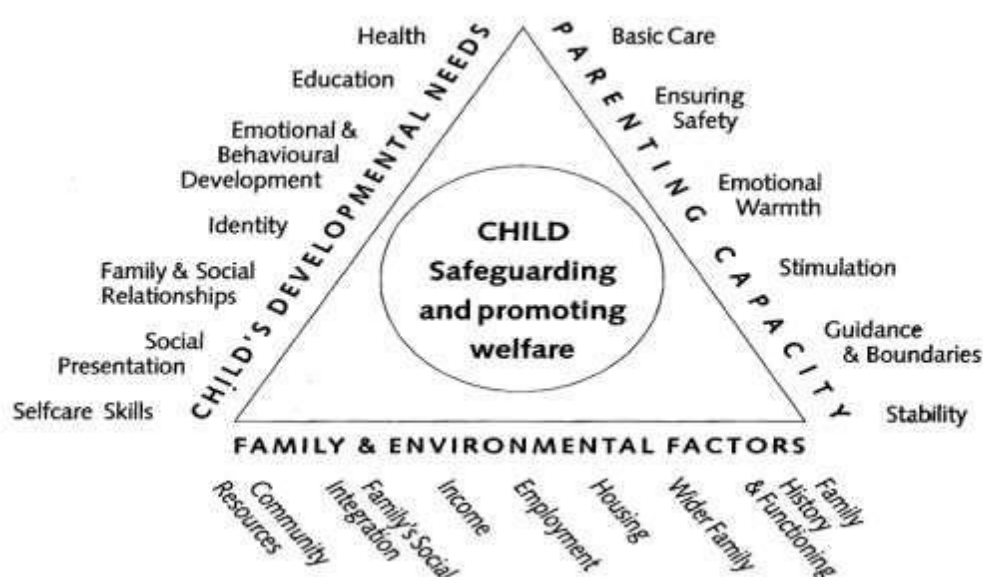 Health
Education
Emotional &
Behavioural
Development
Identity
Family & Social
Relationships
Social
Presentation
Selfcare Skills
CHILD'S DEVELOPMENTAL NEEDS
CHILD
Safeguarding
and promoting
welfare
PARENTING CAPACITY
Basic Care
Ensuring
Safety
Emotional
Warmth
Stimulation
Guidance
& Boundaries
Stability
FAMILY & ENVIRONMENTAL FACTORS
Community
Resources
Family's Social
Integration
Income
Employment
Housing
Wider Family
Family
History
& Functioning